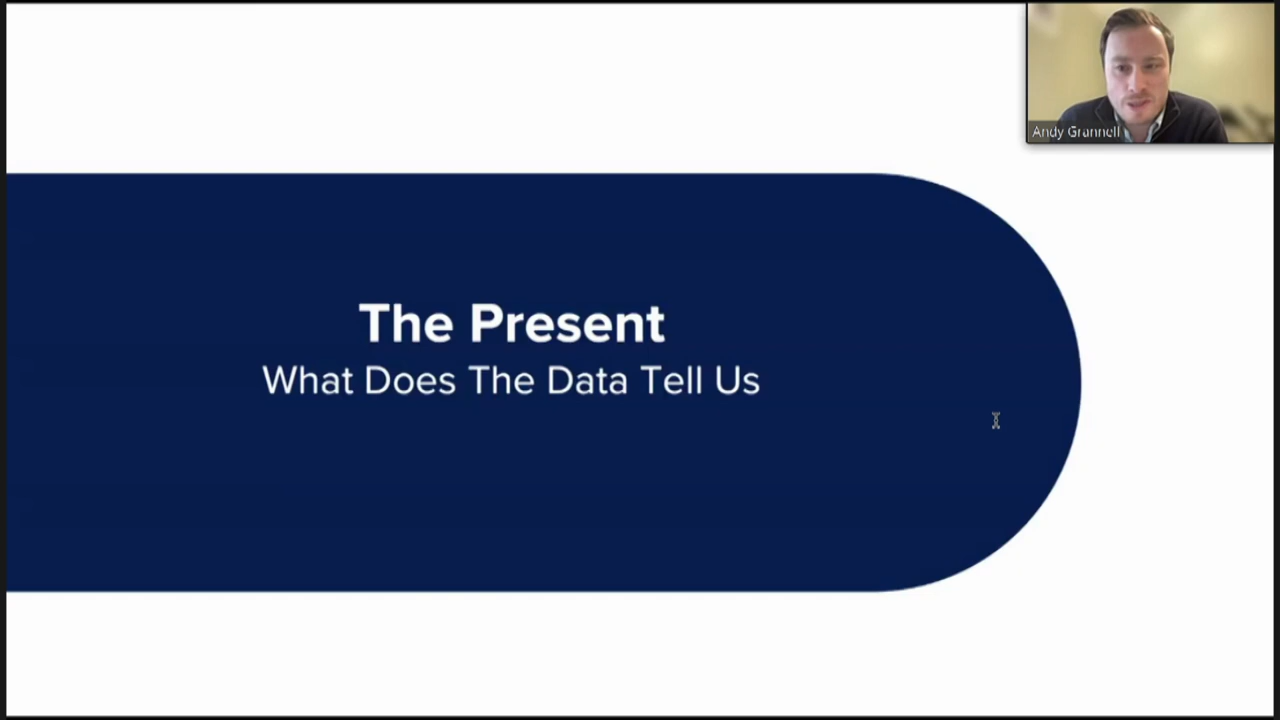 Andy Grannell
The Present
What Does The Data Tell Us